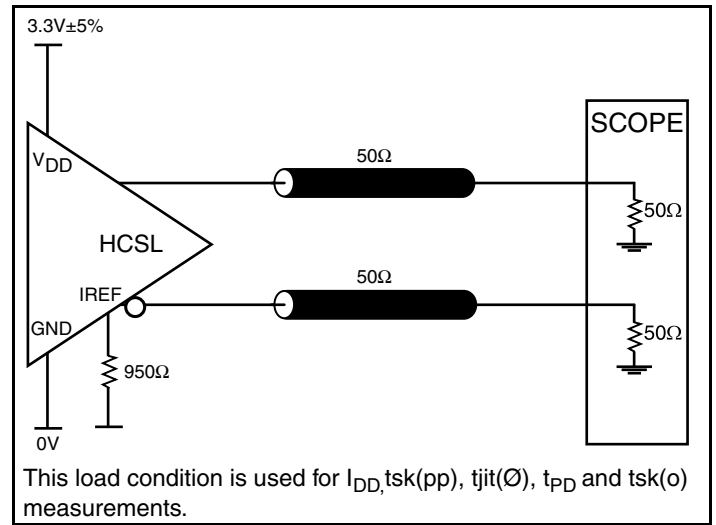 3.3V±5%
SCOPE
VDD
50Ω
50Ω
HCSL
50Ω
IREF
GND
50Ω
950Ω
0V
This load condition is used for IDD,tsk(pp), tjit(Ø), tPD and tsk(o)
measurements.